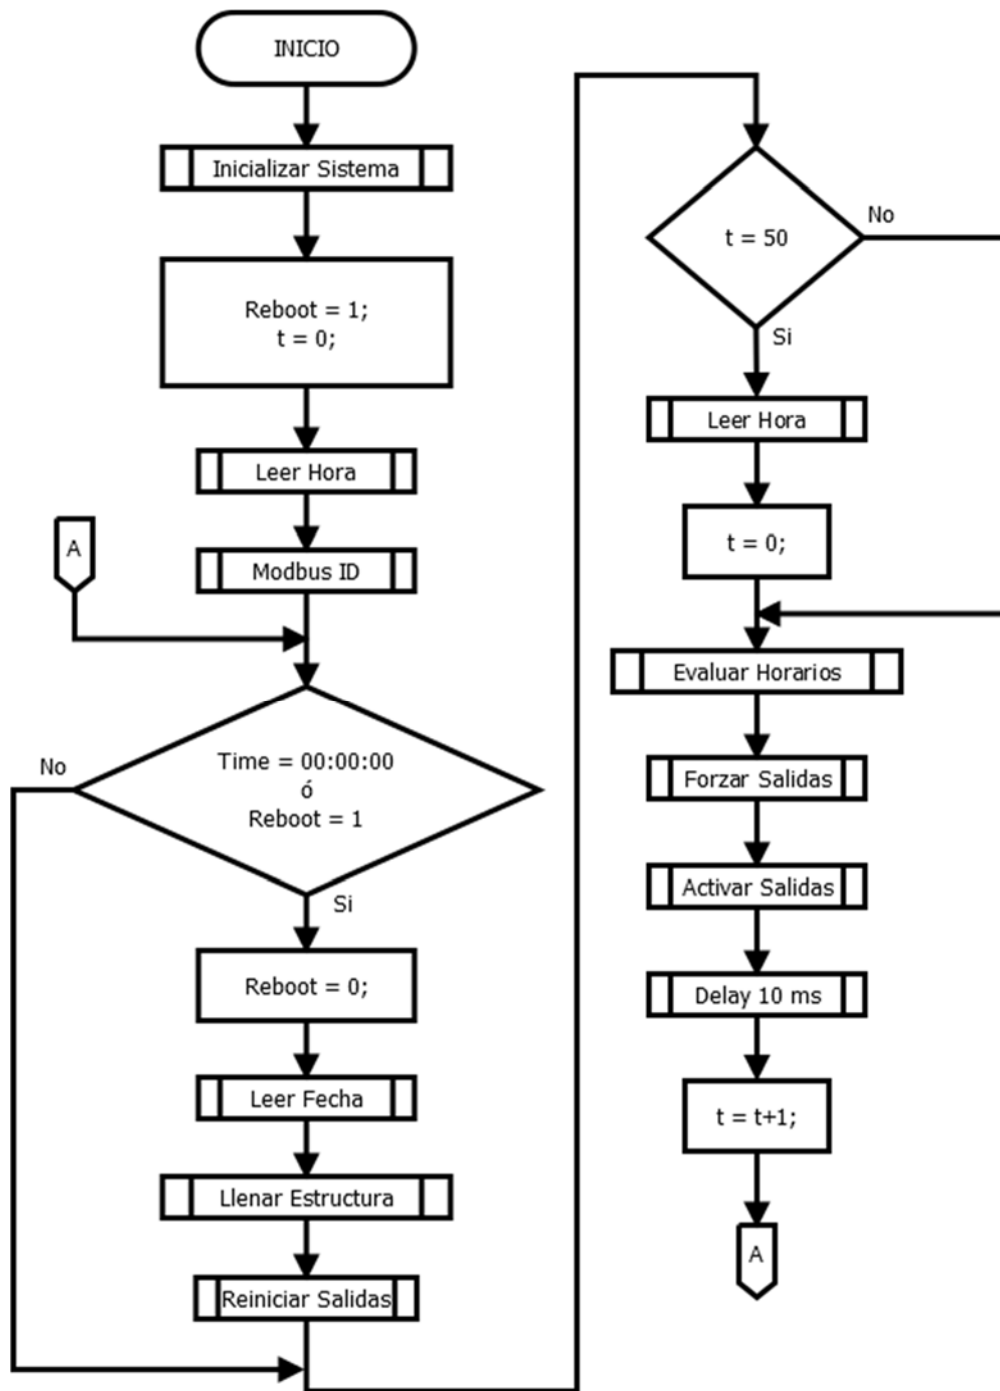 INICIO
Inicializar Sistema
Reboot = 1;
t = 0;
Leer Hora
A
Modbus ID
Time = 00:00:00
ó
Reboot = 1
No
Si
Reboot = 0;
Leer Fecha
Llenar Estructura
Reiniciar Salidas
t = 50
No
Si
Leer Hora
t = 0;
Evaluar Horarios
Forzar Salidas
Activar Salidas
Delay 10 ms
t = t+1;
A